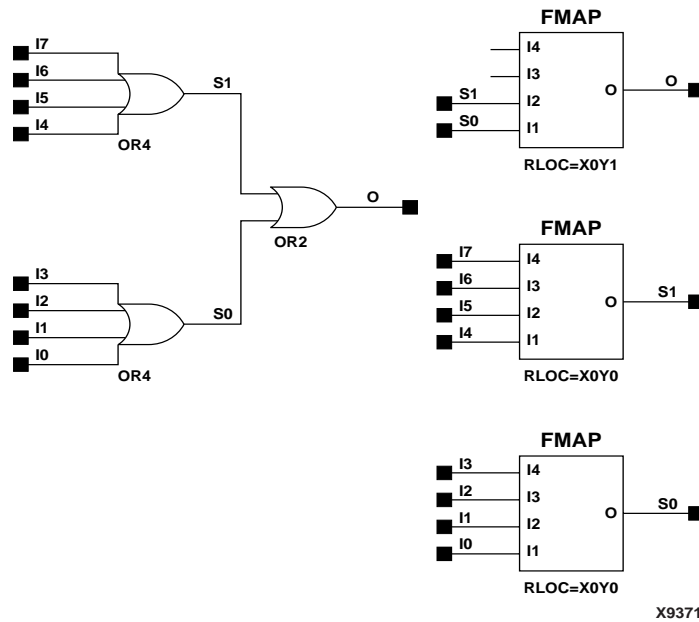 I7
I6
I5
I4
S1
OR4
O
OR2
I3
I2
I1
I0
S0
OR4
FMAP
I4
I3
S1 I2
S0 I1
O O
RLOC=X0Y1
FMAP
I7 I4
I6 I3
I5 I2
I4 I1
O S1
RLOC=X0Y0
FMAP
I3 I4
I2 I3
I1 I2
I0 I1
O S0
RLOC=X0Y0
X9371